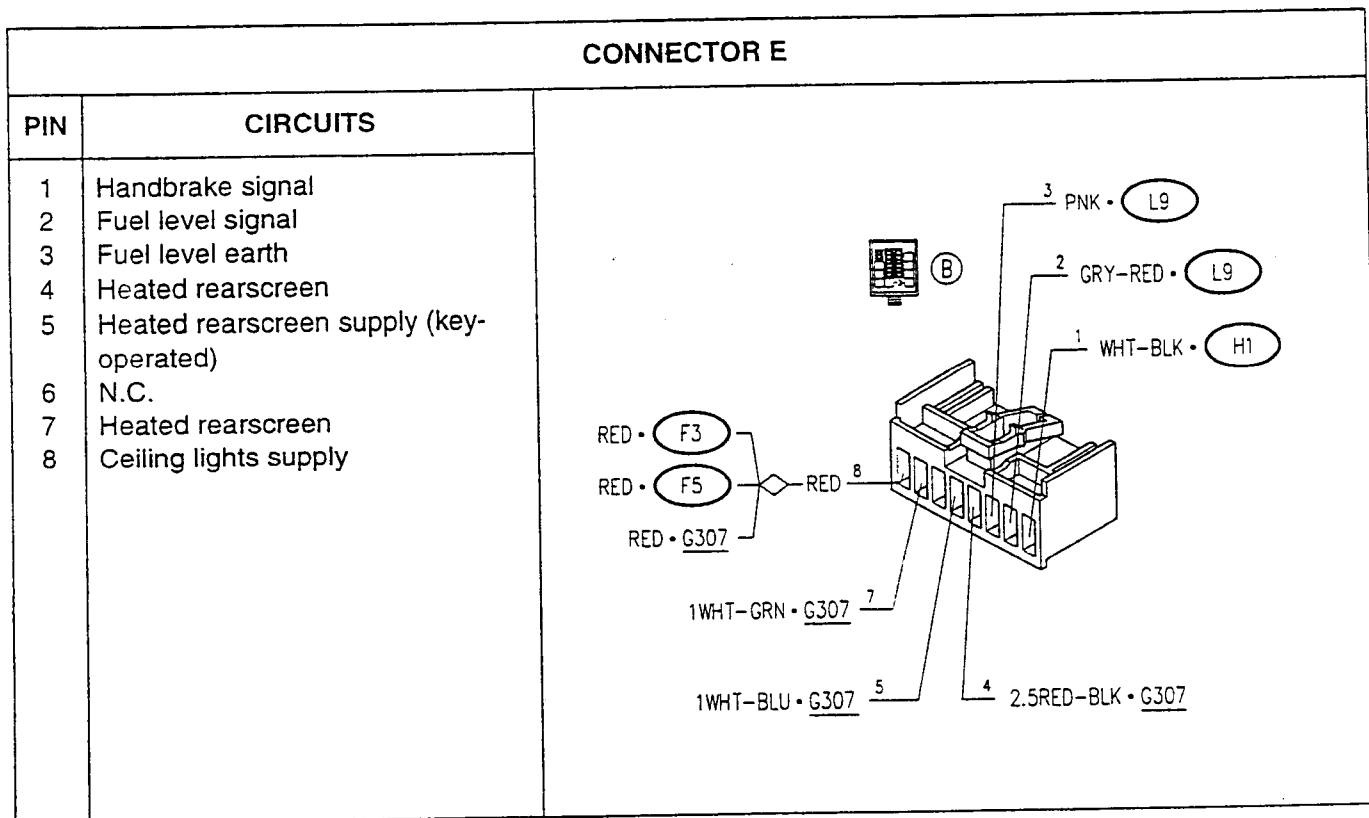 CONNECTOR E
PIN CIRCUITS
1 Handbrake signal
2 Fuel level signal
3 Fuel level earth
4 Heated rearscreen
5 Heated rearscreen supply (key-
operated)
6 N.C.
7 Heated rearscreen
8 Ceiling lights supply
3 PNK • L9
B
2 GRY-RED • L9
1 WHT-BLK • H1
RED • F3
RED • F5
RED 8
RED • G307
1WHT-GRN • G307 7
1WHT-BLU • G307 5
4 2.5RED-BLK • G307